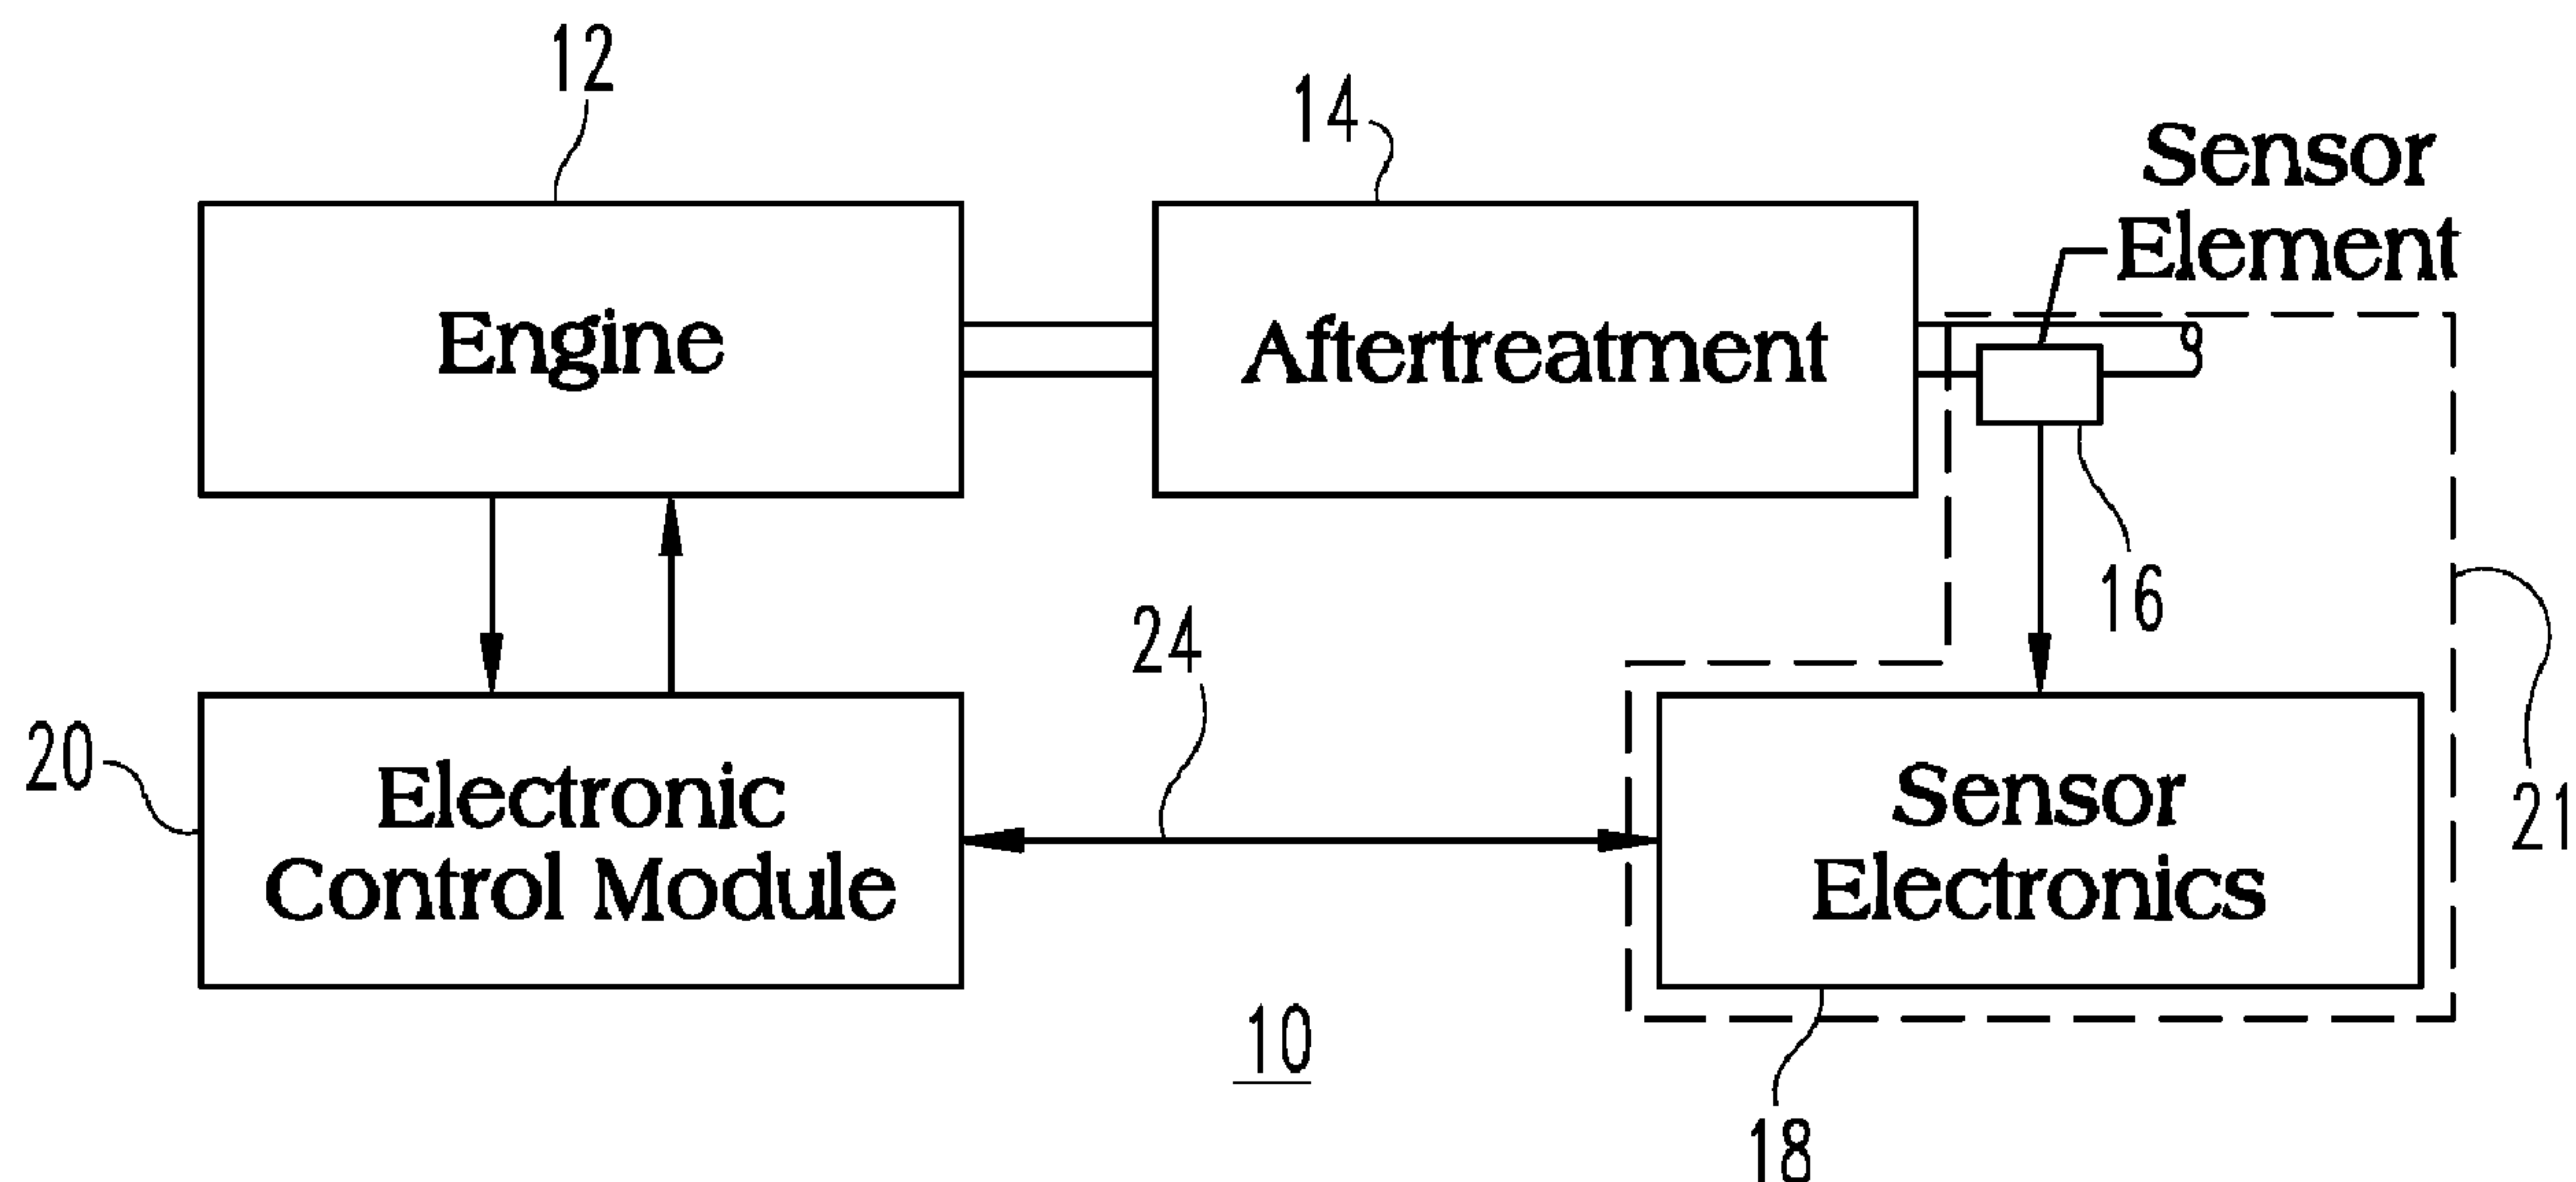 12
14
Sensor
Element
Engine
Aftertreatment
16
24
21
20
Electronic
Control Module
Sensor
Electronics
10
18